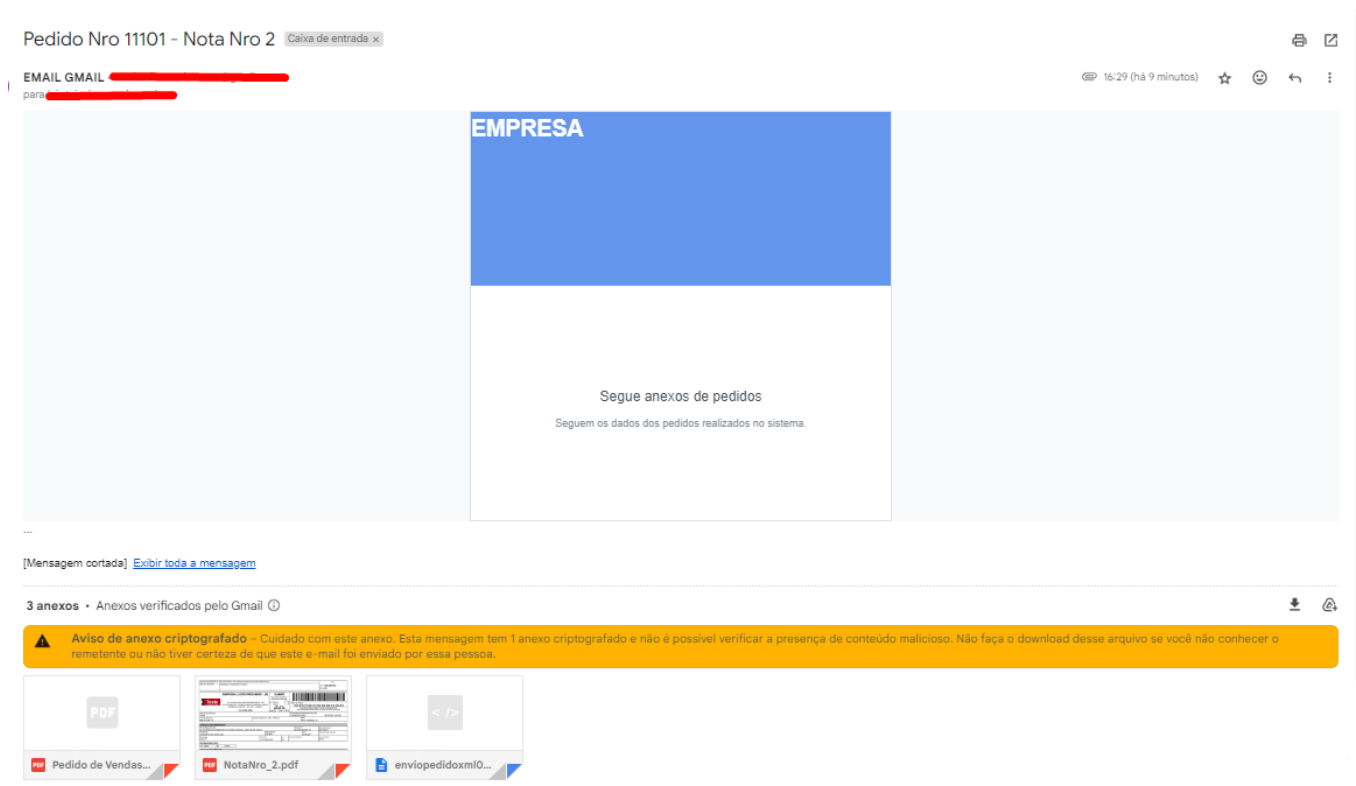 Pedido Nro 11101 - Nota Nro 2 Caixa de entrada ×
EMAIL GMAIL
16:29 (há 9 minutos)
para
EMPRESA
Segue anexos de pedidos
Seguem os dados dos pedidos realizados no sistema.
...
[Mensagem cortada] Exibir toda a mensagem
3 anexos • Anexos verificados pelo Gmail
Aviso de anexo criptografado – Cuidado com este anexo. Esta mensagem tem 1 anexo criptografado e não é possível verificar a presença de conteúdo malicioso. Não faça o download desse arquivo se você não conhecer o
remetente ou não tiver certeza de que este e-mail foi enviado por essa pessoa.
PDF
</>
PDF Pedido de Vendas...
PDF NotaNro_2.pdf
enviopedidoxml0...